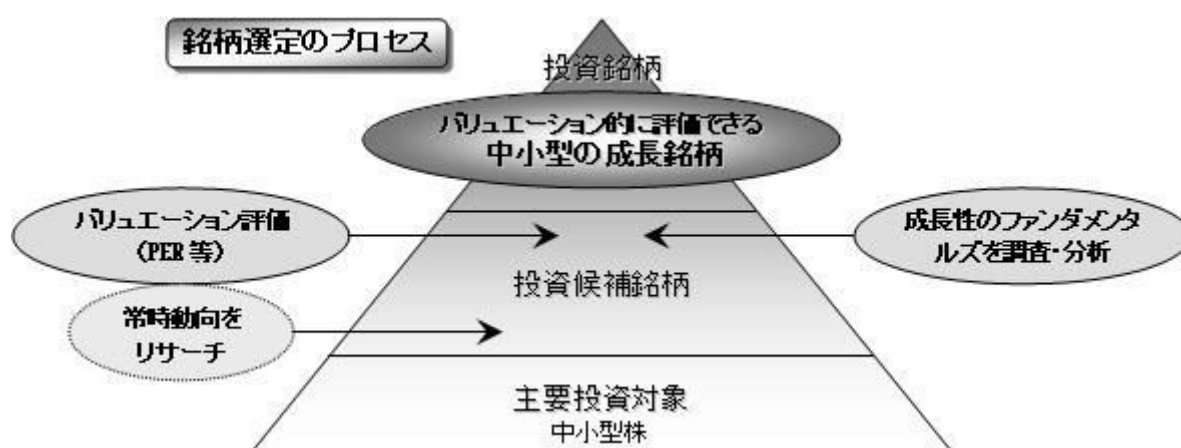 銘柄選定のプロセス
投資銘柄
バリュエーション的に評価できる
中小型の成長銘柄
バリュエーション評価
（PER等）
成長性のファンダメンタ
ルズを調査・分析
投資候補銘柄
常時動向を
リサーチ
主要投資対象
中小型株